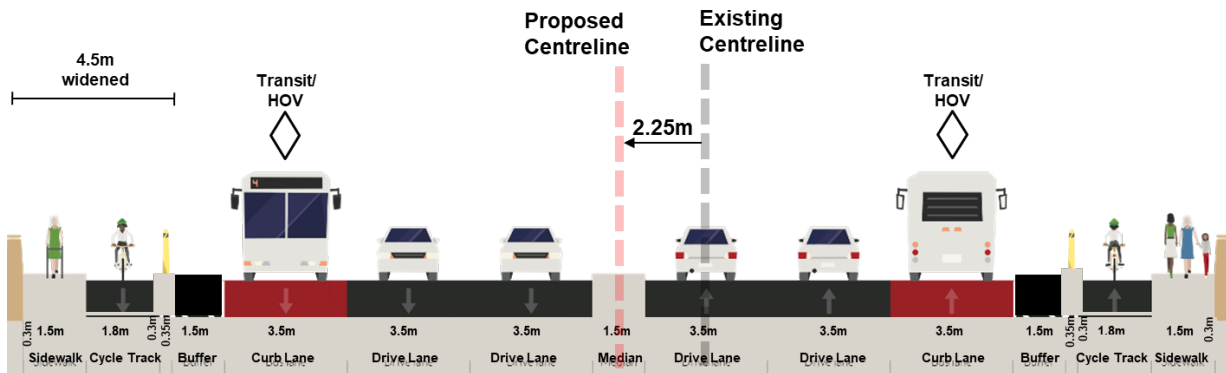 Proposed
Centreline
Existing
Centreline
4.5m
widened
Transit/
HOV
Transit/
HOV
2.25m
4
0.3m
1.5m
1.8m
0.3m
0.35m
1.5m
3.5m
3.5m
3.5m
1.5m
3.5m
3.5m
3.5m
1.5m
0.35m
0.3m
1.8m
1.5m
0.3m
Sidewalk
Cycle Track
Buffer
Curb Lane
Drive Lane
Drive Lane
Median
Drive Lane
Drive Lane
Curb Lane
Buffer
Cycle Track
Sidewalk